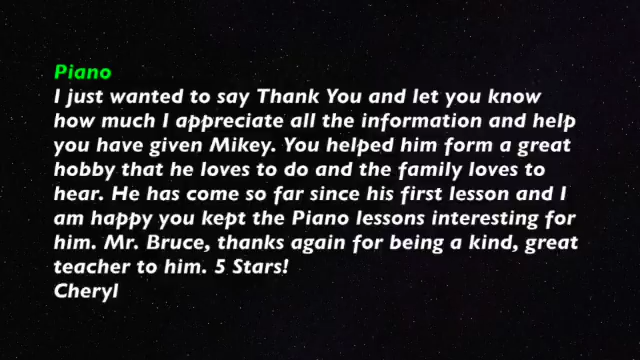 Piano
I just wanted to say Thank You and let you know
how much I appreciate all the information and help
you have given Mikey. You helped him form a great
hobby that he loves to do and the family loves to
hear. He has come so far since his first lesson and I
am happy you kept the Piano lessons interesting for
him. Mr. Bruce, thanks again for being a kind, great
teacher to him. 5 Stars!
Cheryl